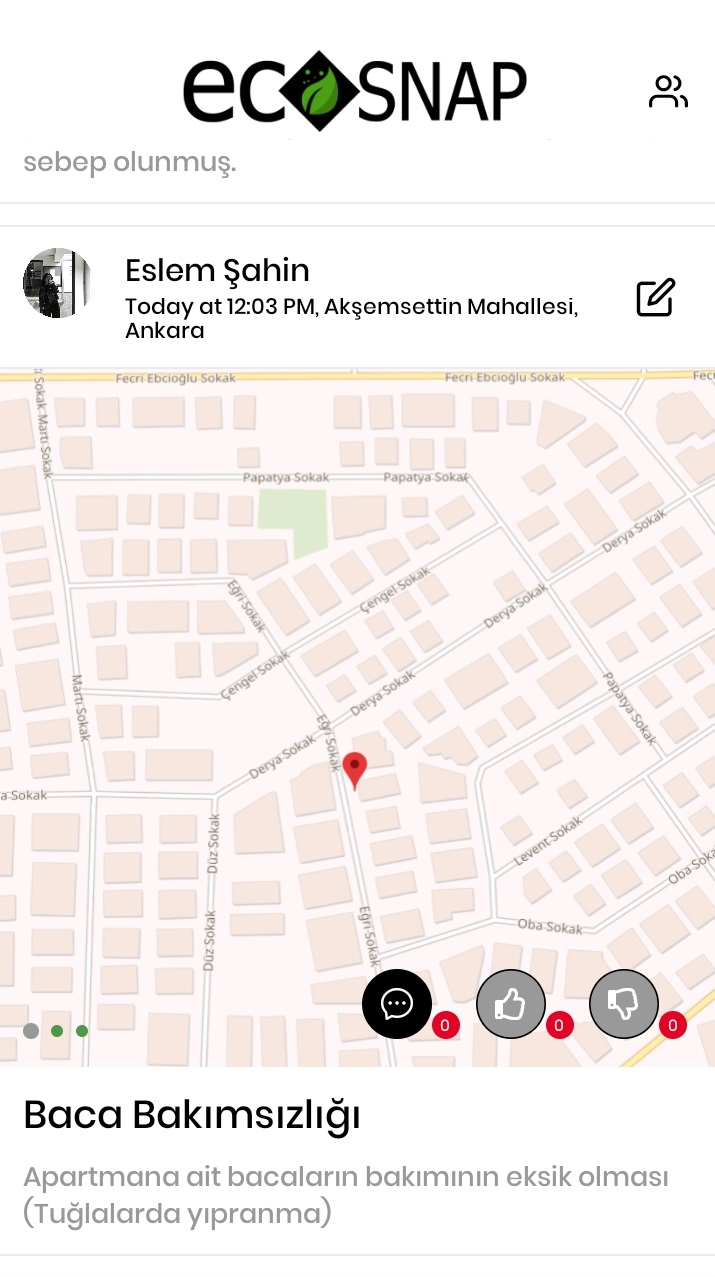 ecoSNAP
sebep olunmuş.
Eslem Şahin
Today at 12:03 PM, Akşemsettin Mahallesi,
Ankara
Fecri Ebcioğlu Sokak
Fecri Ebcioğlu Sokak
Fecr
ı Sokak
Martı Sokak
Papatya Sokak
Papatya Sokak
Derya Sokak
Eğri Sokak
Çengel Sokak
Derya Sokak
Çengel Sokak
Derya Sokak
Martı Sokak
Papatya Sokak
Eğri Sokak
Derya Sokak
a Sokak
Düz Sokak
Levent Sokak
Oba Soka
Düz Sokak
Eğri Sokak
Oba Sokak
0
0
0
Baca Bakımsızlığı
Apartmana ait bacaların bakımının eksik olması
(Tuğlalarda yıpranma)